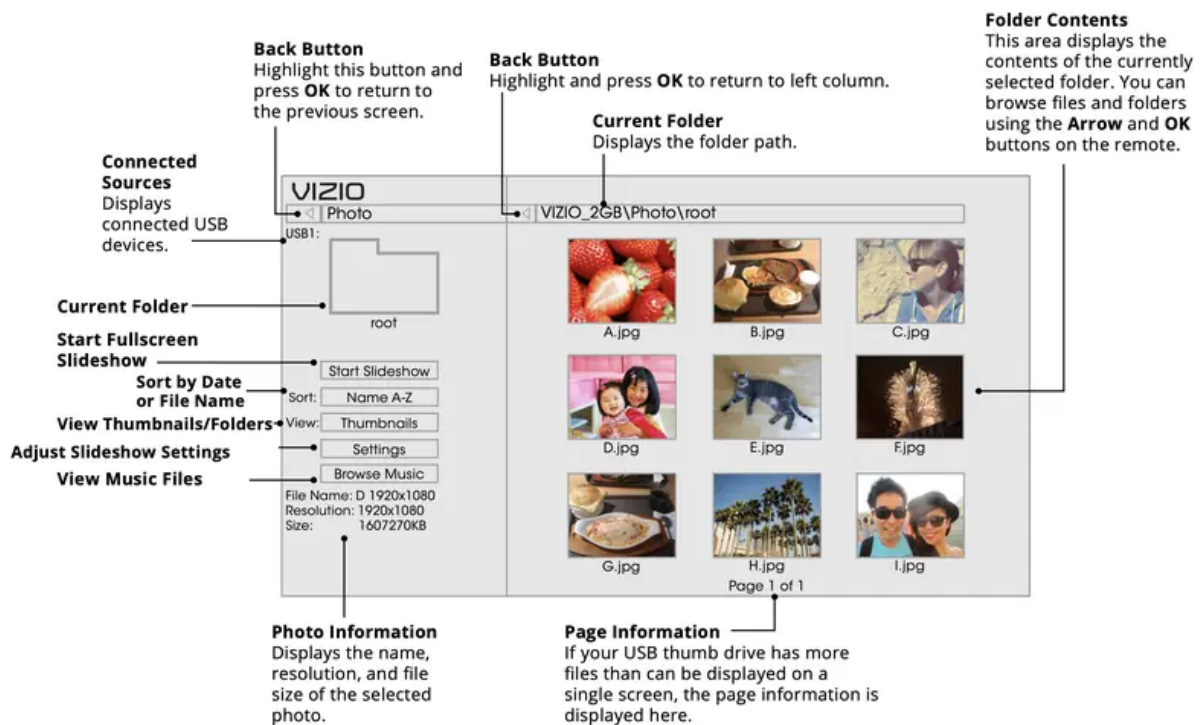 Back Button
Highlight this button and
press OK to return to
the previous screen.
Back Button
Highlight and press OK to return to left column.
Current Folder
Displays the folder path.
Folder Contents
This area displays the
contents of the currently
selected folder. You can
browse files and folders
using the Arrow and OK
buttons on the remote.
Connected
Sources
Displays
connected USB
devices.
Current Folder
Start Fullscreen
Slideshow
Sort by Date
or File Name
View Thumbnails/Folders
Adjust Slideshow Settings
View Music Files
VIZIO
Photo
VIZIO_2GB\Photo\root
USB1:
root
Start Slideshow
Sort: Name A-Z
View: Thumbnails
Settings
Browse Music
File Name: D 1920x1080
Resolution: 1920x1080
Size: 1607270KB
A.jpg
B.jpg
C.jpg
D.jpg
E.jpg
F.jpg
G.jpg
H.jpg
I.jpg
Page 1 of 1
Photo Information
Displays the name,
resolution, and file
size of the selected
photo.
Page Information
If your USB thumb drive has more
files than can be displayed on a
single screen, the page information is
displayed here.